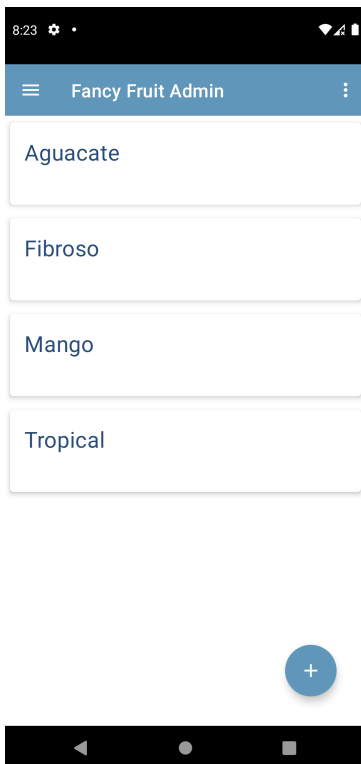 8:23
Fancy Fruit Admin
Aguacate
Fibroso
Mango
Tropical
+